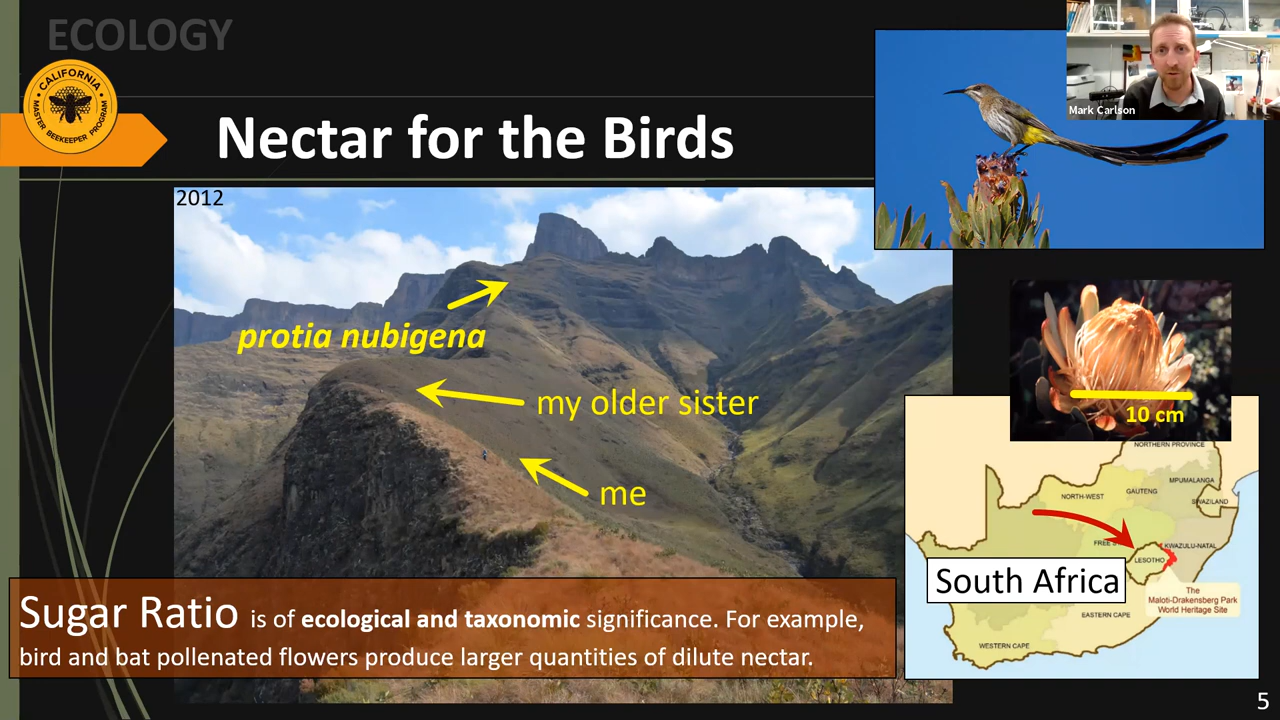 ECOLOGY
CALIFORNIA
MASTER BEEKEEPER PROGRAM
Nectar for the Birds
Mark Carlson
2012
protia nubigena
my older sister
me
10 cm
NORTHERN PROVINCE
MPUMALANGA
NORTH-WEST
GAUTENG
SWAZILAND
FREE S
KWAZULU-NATAL
LESOTHO
South Africa
The
Maloti-Drakensberg Park
World Heritage Site
EASTERN CAPE
WESTERN CAPE
Sugar Ratio is of ecological and taxonomic significance. For example,
bird and bat pollenated flowers produce larger quantities of dilute nectar.
5